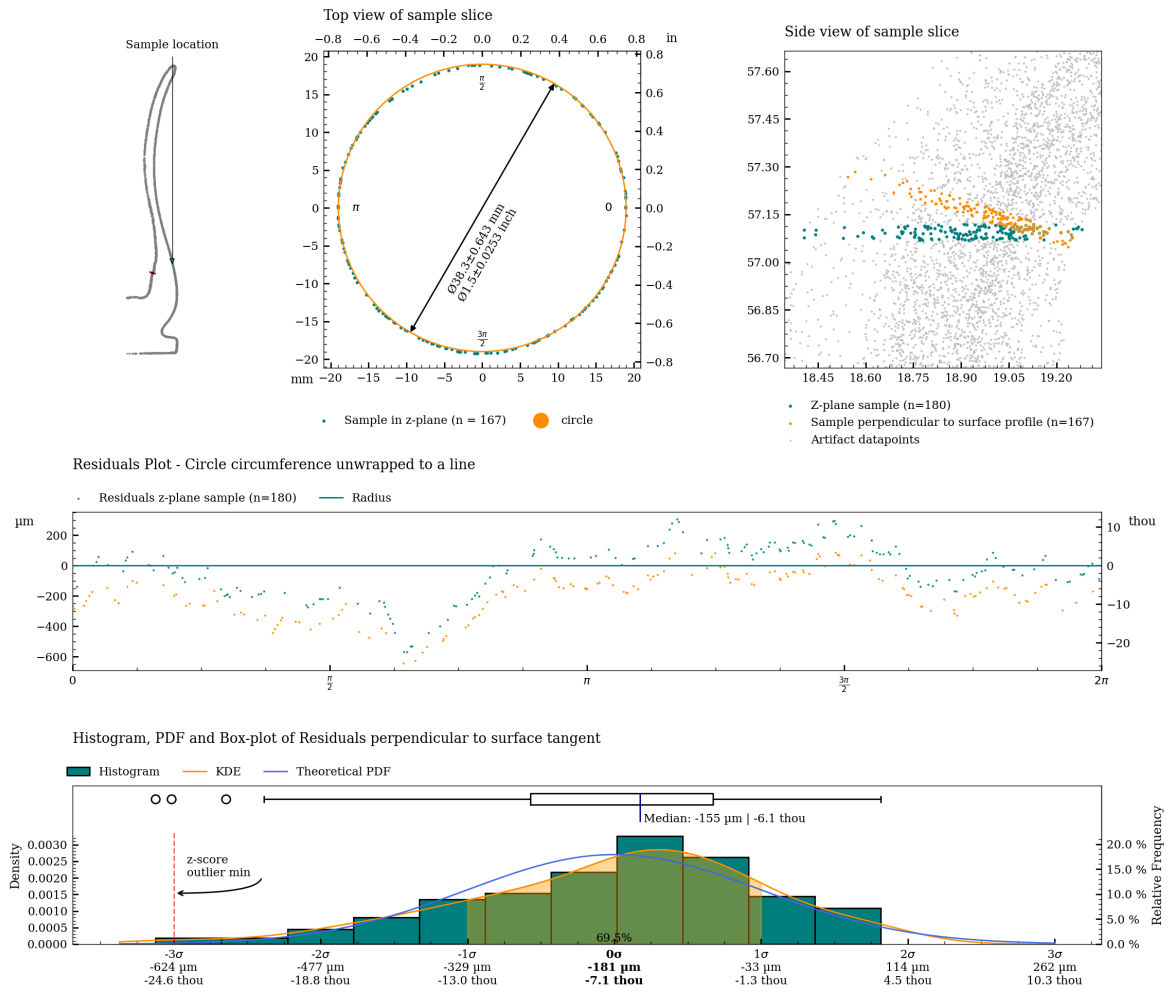 Sample location
Top view of sample slice
−0.8 −0.6 −0.4 −0.2 0.0 0.2 0.4 0.6 0.8 in
20
15
10
5
0
−5
−10
−15
−20
mm
−20 −15 −10 −5 0 5 10 15 20
0.8
0.6
0.4
0.2
0.0
−0.2
−0.4
−0.6
−0.8
π/2
π
0
3π/2
Ø38.3±0.643 mm
Ø1.5±0.0253 inch
Sample in z-plane (n = 167)
circle
Side view of sample slice
57.60
57.45
57.30
57.15
57.00
56.85
56.70
18.45 18.60 18.75 18.90 19.05 19.20
Z-plane sample (n=180)
Sample perpendicular to surface profile (n=167)
Artifact datapoints
Residuals Plot - Circle circumference unwrapped to a line
Residuals z-plane sample (n=180)
Radius
µm
200
0
−200
−400
−600
thou
10
0
−10
−20
0 π/2 π 3π/2 2π
Histogram, PDF and Box-plot of Residuals perpendicular to surface tangent
Histogram
KDE
Theoretical PDF
Median: -155 µm | -6.1 thou
z-score
outlier min
Density
0.0030
0.0025
0.0020
0.0015
0.0010
0.0005
0.0000
Relative Frequency
20.0 %
15.0 %
10.0 %
5.0 %
0.0 %
69.5%
-3σ -2σ -1σ 0σ 1σ 2σ 3σ
-624 µm -477 µm -329 µm -181 µm -33 µm 114 µm 262 µm
-24.6 thou -18.8 thou -13.0 thou -7.1 thou -1.3 thou 4.5 thou 10.3 thou